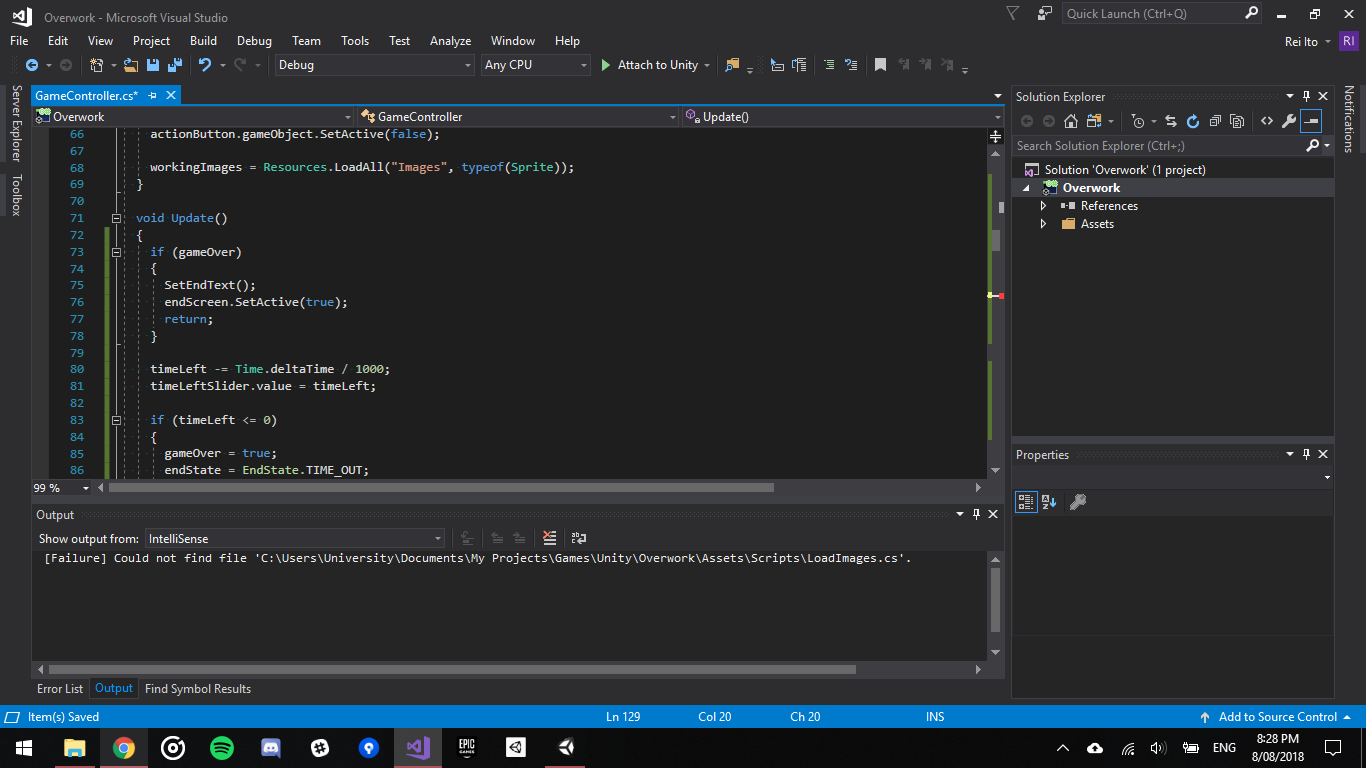 Overwork - Microsoft Visual Studio
Quick Launch (Ctrl+Q)
File Edit View Project Build Debug Team Tools Test Analyze Window Help
Rei Ito RI
Debug Any CPU Attach to Unity
Server Explorer
Toolbox
GameController.cs*
Overwork GameController Update()
66 actionButton.gameObject.SetActive(false);
67
68 workingImages = Resources.LoadAll("Images", typeof(Sprite));
69 }
70
71 void Update()
72 {
73 if (gameOver)
74 {
75 SetEndText();
76 endScreen.SetActive(true);
77 return;
78 }
79
80 timeLeft -= Time.deltaTime / 1000;
81 timeLeftSlider.value = timeLeft;
82
83 if (timeLeft <= 0)
84 {
85 gameOver = true;
86 endState = EndState.TIME_OUT;
99 %
Output
Show output from: IntelliSense
[Failure] Could not find file 'C:\Users\University\Documents\My Projects\Games\Unity\Overwork\Assets\Scripts\LoadImages.cs'.
Error List Output Find Symbol Results
Solution Explorer
Search Solution Explorer (Ctrl+;)
Solution 'Overwork' (1 project)
Overwork
References
Assets
Properties
Notifications
Item(s) Saved Ln 129 Col 20 Ch 20 INS Add to Source Control
EPIC
GAMES
ENG
8:28 PM
8/08/2018